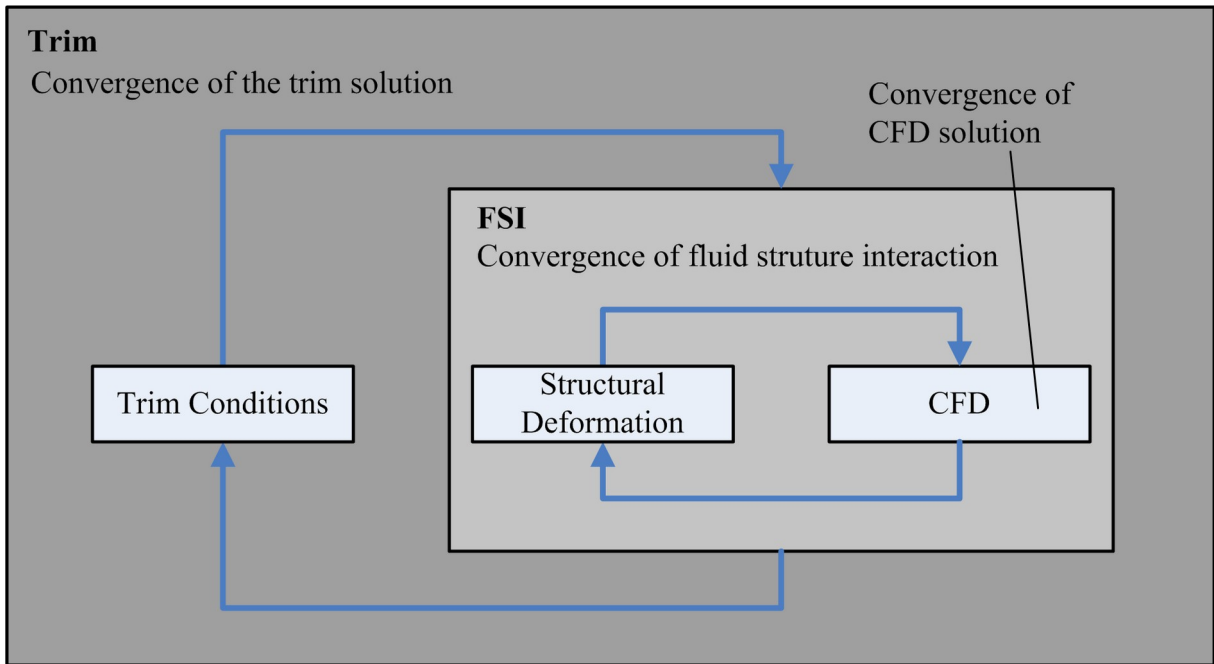 Trim
Convergence of the trim solution
Convergence of
CFD solution
FSI
Convergence of fluid struture interaction
Trim Conditions
Structural
Deformation
CFD